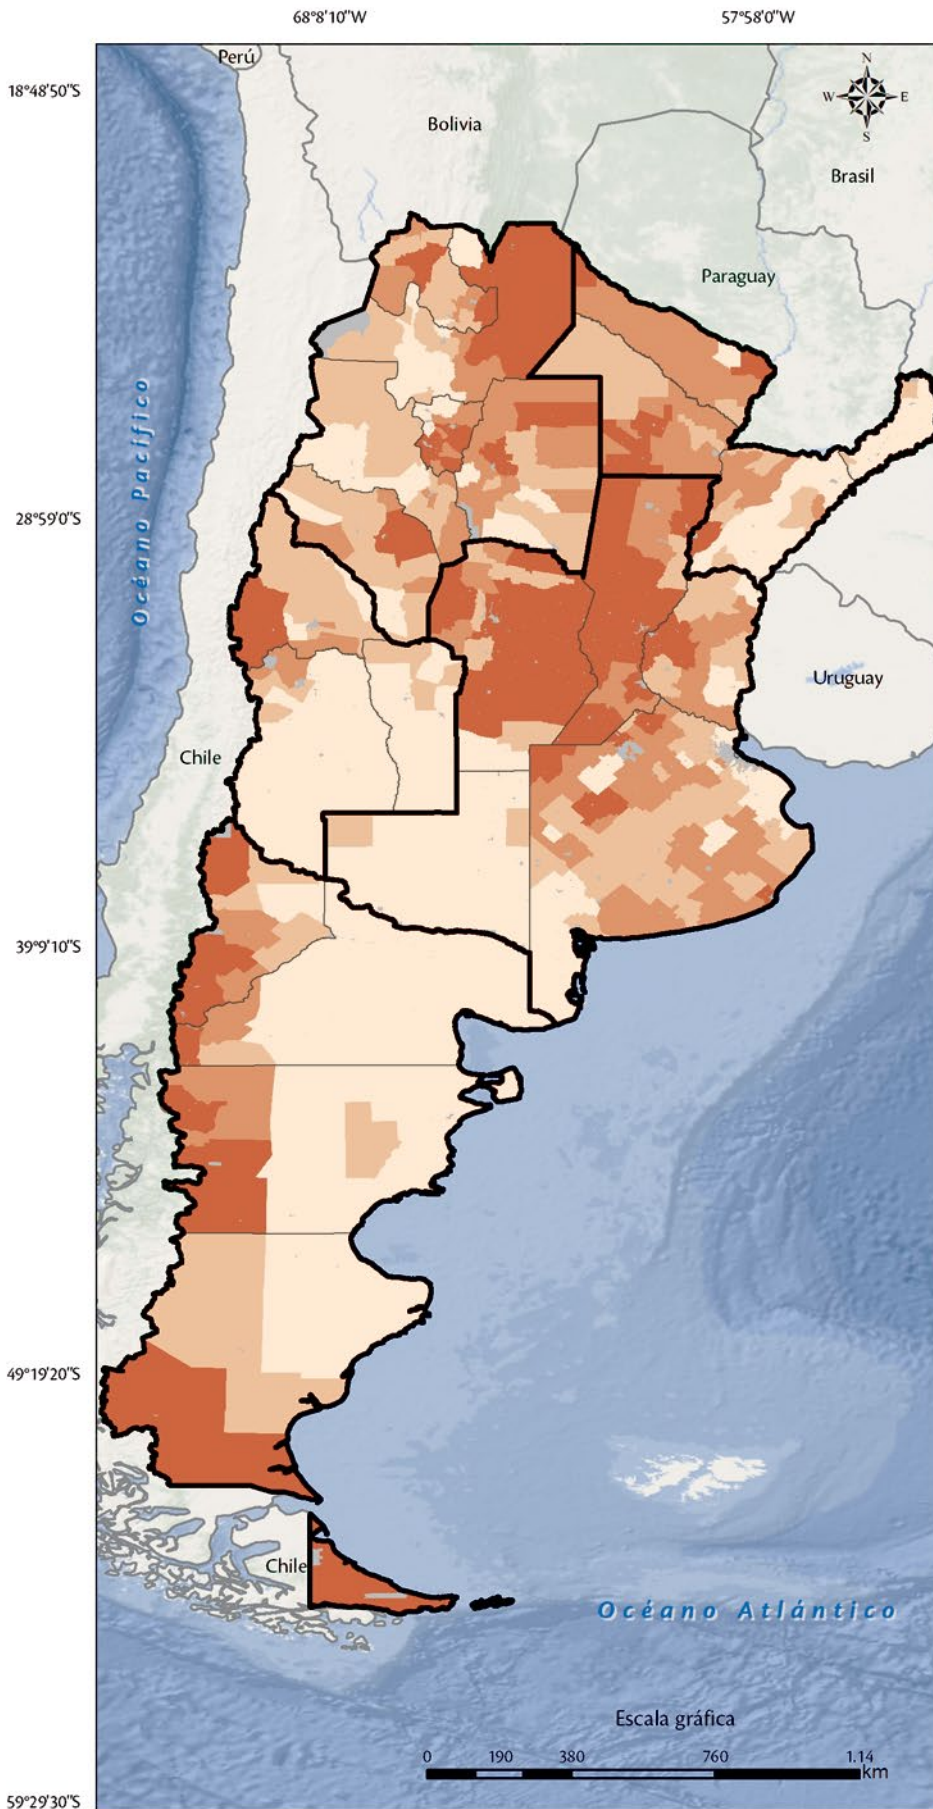 68°8'10"W 57°58'0"W
Perú
N
18°48'50"S
W E
S
Bolivia
Brasil
Paraguay
Océano Pacífico
28°59'0"S
Uruguay
Chile
39°9'10"S
49°19'20"S
Chile
Océano Atlántico
Escala gráfica
0 190 380 760 1.14
km
59°29'30"S